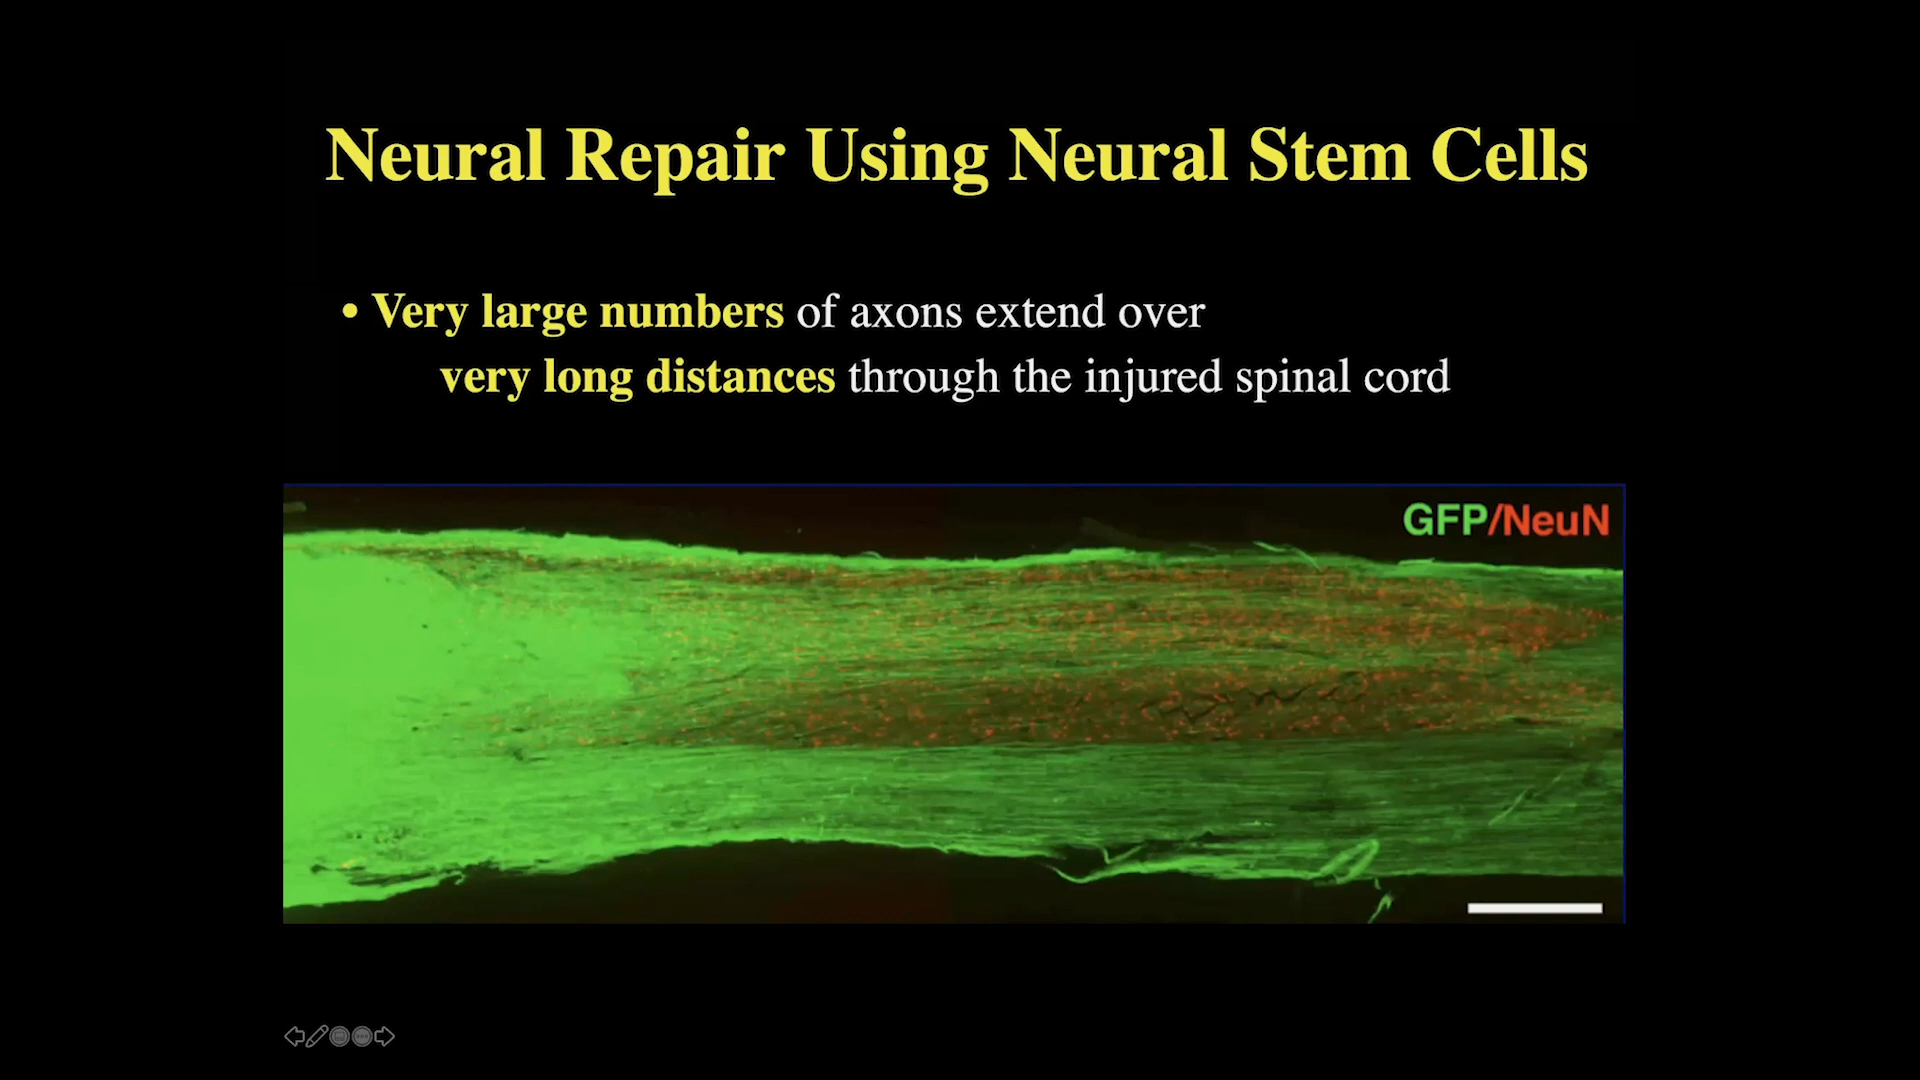 Neural Repair Using Neural Stem Cells
• Very large numbers of axons extend over
very long distances through the injured spinal cord
GFP/NeuN